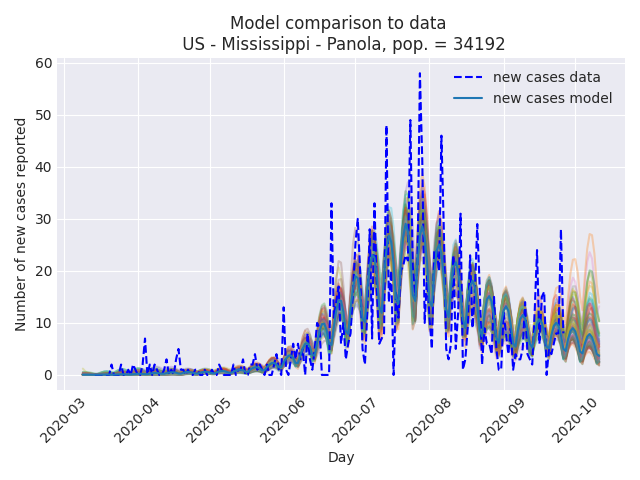 Model comparison to data
US - Mississippi - Panola, pop. = 34192
new cases data
new cases model
Number of new cases reported
60
50
40
30
20
10
0
2020-03
2020-04
2020-05
2020-06
2020-07
2020-08
2020-09
2020-10
Day